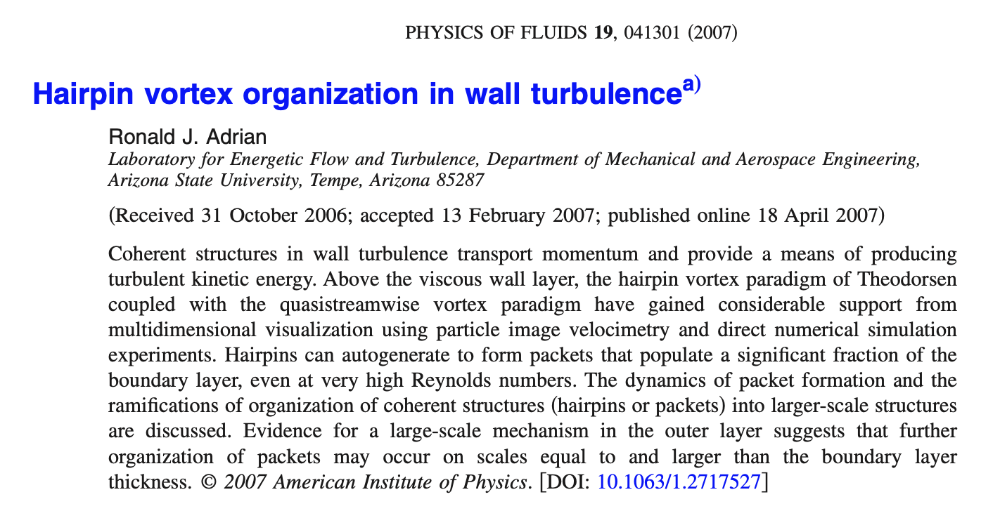 PHYSICS OF FLUIDS 19, 041301 (2007)
Hairpin vortex organization in wall turbulencea)
Ronald J. Adrian
Laboratory for Energetic Flow and Turbulence, Department of Mechanical and Aerospace Engineering,
Arizona State University, Tempe, Arizona 85287
(Received 31 October 2006; accepted 13 February 2007; published online 18 April 2007)
Coherent structures in wall turbulence transport momentum and provide a means of producing
turbulent kinetic energy. Above the viscous wall layer, the hairpin vortex paradigm of Theodorsen
coupled with the quasistreamwise vortex paradigm have gained considerable support from
multidimensional visualization using particle image velocimetry and direct numerical simulation
experiments. Hairpins can autogenerate to form packets that populate a significant fraction of the
boundary layer, even at very high Reynolds numbers. The dynamics of packet formation and the
ramifications of organization of coherent structures (hairpins or packets) into larger-scale structures
are discussed. Evidence for a large-scale mechanism in the outer layer suggests that further
organization of packets may occur on scales equal to and larger than the boundary layer
thickness. © 2007 American Institute of Physics. [DOI: 10.1063/1.2717527]